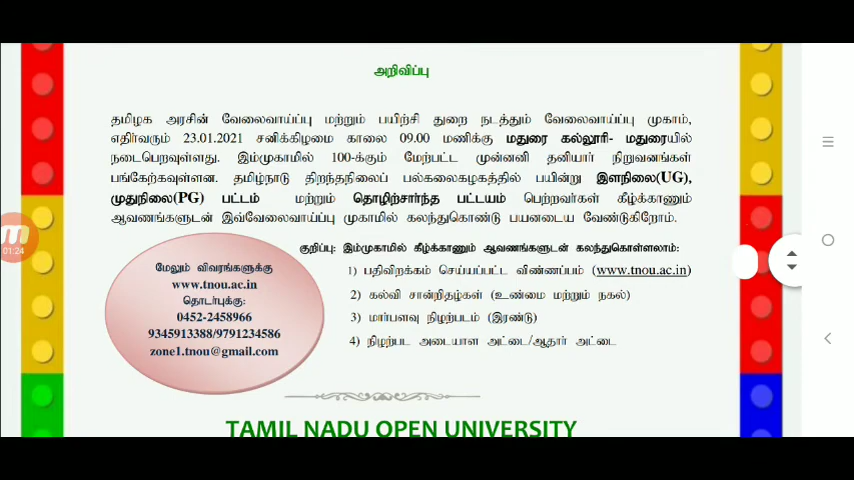 அறிவிப்பு
தமிழக அரசின் வேலைவாய்ப்பு மற்றும் பயிற்சி துறை நடத்தும் வேலைவாய்ப்பு முகாம்,
எதிர்வரும் 23.01.2021 சனிக்கிழமை காலை 09.00 மணிக்கு மதுரை கல்லூரி- மதுரையில்
நடைபெறவுள்ளது. இம்முகாமில் 100-க்கும் மேற்பட்ட முன்னனி தனியார் நிறுவனங்கள்
பங்கேற்கவுள்ளன. தமிழ்நாடு திறந்தநிலைப் பல்கலைகழகத்தில் பயின்று இளநிலை(UG),
முதுநிலை(PG) பட்டம் மற்றும் தொழிற்சார்ந்த பட்டயம் பெற்றவர்கள் கீழ்க்காணும்
ஆவணங்களுடன் இவ்வேலைவாய்ப்பு முகாமில் கலந்துகொண்டு பயனடைய வேண்டுகிறோம்.
குறிப்பு: இம்முகாமில் கீழ்க்காணும் ஆவணங்களுடன் கலந்துகொள்ளலாம்:
1) பதிவிறக்கம் செய்யப்பட்ட விண்ணப்பம் (www.tnou.ac.in)
2) கல்வி சான்றிதழ்கள் (உண்மை மற்றும் நகல்)
3) மார்பளவு நிழற்படம் (இரண்டு)
4) நிழற்பட அடையாள அட்டை/ஆதார் அட்டை
மேலும் விவரங்களுக்கு
www.tnou.ac.in
தொடர்புக்கு:
0452-2458966
9345913388/9791234586
zone1.tnou@gmail.com
TAMIL NADU OPEN UNIVERSITY
01:24